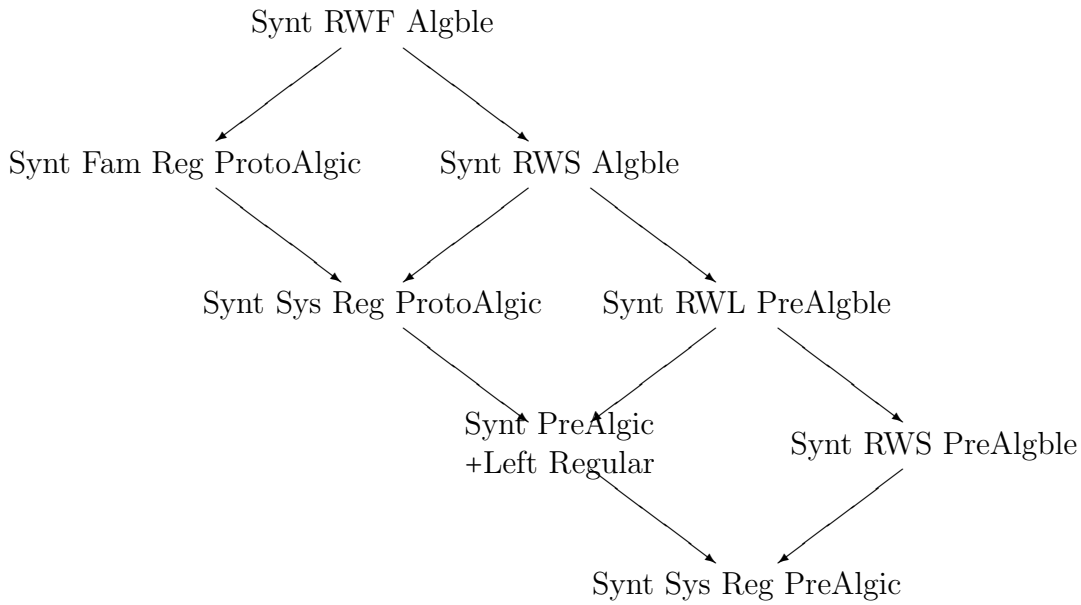 Synt RWF Algble
Synt Fam Reg ProtoAlgic
Synt RWS Algble
Synt Sys Reg ProtoAlgic
Synt RWL PreAlgble
Synt PreAlgic
+Left Regular
Synt RWS PreAlgble
Synt Sys Reg PreAlgic